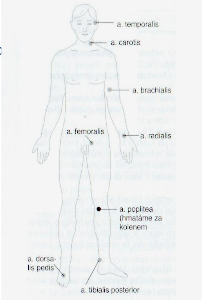 a. temporalis
a. carotis
a. brachialis
a. femoralis
a. radialis
a. poplitea
(hmatáme za
kolenem
a. dorsa-
lis pedis
a. tibialis posterior